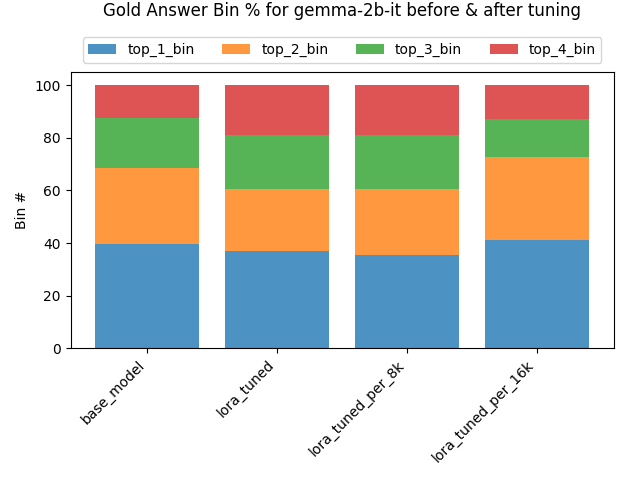 Gold Answer Bin % for gemma-2b-it before & after tuning
top_1_bin top_2_bin top_3_bin top_4_bin
100
80
60
40
20
0
Bin #
base_model
lora_tuned
lora_tuned_per_8k
lora_tuned_per_16k